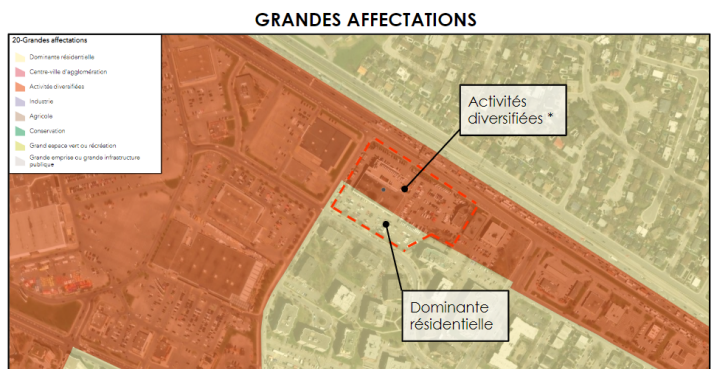 GRANDES AFFECTATIONS
20-Grandes affectations
Dominante résidentielle
Centre-ville d'agglomération
Activités diversifiées
Industrie
Agricole
Conservation
Grand espace vert ou récréation
Grande emprise ou grande infrastructure
publique
Activités
diversifiées *
Dominante
résidentielle